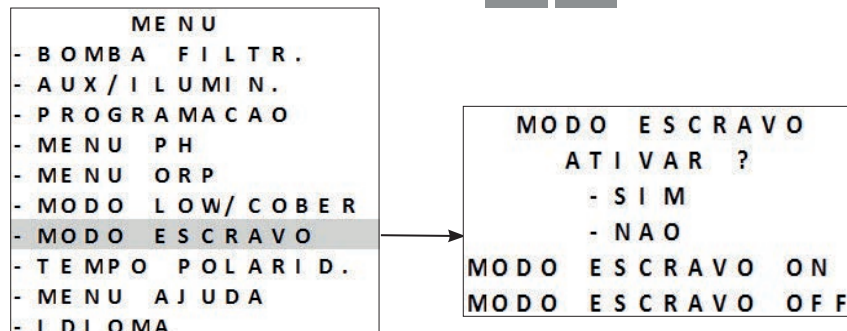 MENU
- BOMBA FILTR.
- AUX/ILUMIN.
- PROGRAMACAO
- MENU PH
- MENU ORP
- MODO LOW/COBER
- MODO ESCRAVO
- TEMPO POLARID.
- MENU AJUDA
- IDIOMA
MODO ESCRAVO
ATIVAR ?
-SIM
-NAO
MODO ESCRAVO ON
MODO ESCRAVO OFF